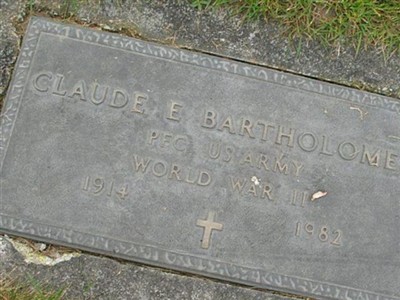 CLAUDE E BARTHOLOME
PFC US ARMY
WORLD WAR II
1914 1982